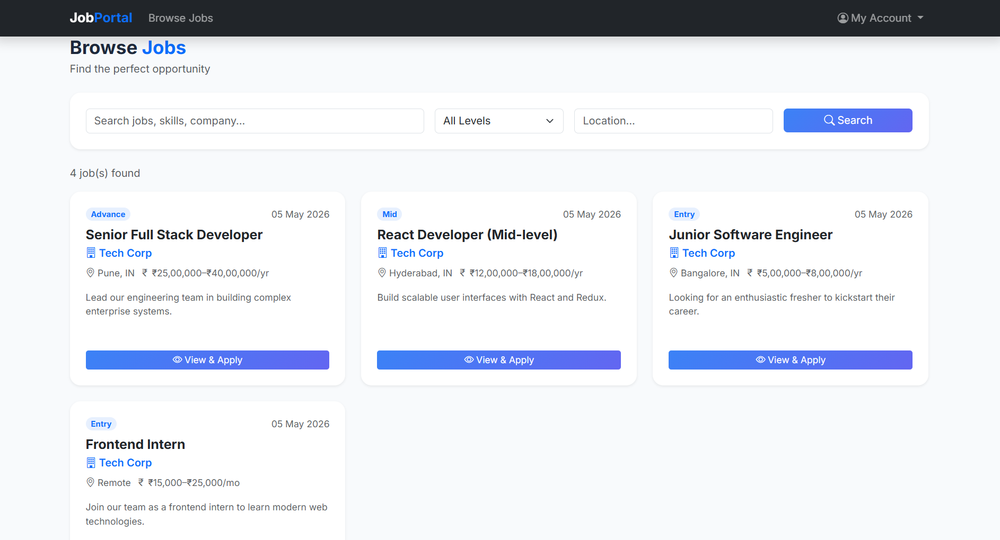 JobPortal Browse Jobs My Account
Browse Jobs
Find the perfect opportunity
Search jobs, skills, company... All Levels Location... Search
4 job(s) found
Advance 05 May 2026
Senior Full Stack Developer
Tech Corp
Pune, IN ₹ ₹25,00,000–₹40,00,000/yr
Lead our engineering team in building complex
enterprise systems.
View & Apply
Mid 05 May 2026
React Developer (Mid-level)
Tech Corp
Hyderabad, IN ₹ ₹12,00,000–₹18,00,000/yr
Build scalable user interfaces with React and Redux.
View & Apply
Entry 05 May 2026
Junior Software Engineer
Tech Corp
Bangalore, IN ₹ ₹5,00,000–₹8,00,000/yr
Looking for an enthusiastic fresher to kickstart their
career.
View & Apply
Entry 05 May 2026
Frontend Intern
Tech Corp
Remote ₹ ₹15,000–₹25,000/mo
Join our team as a frontend intern to learn modern web
technologies.